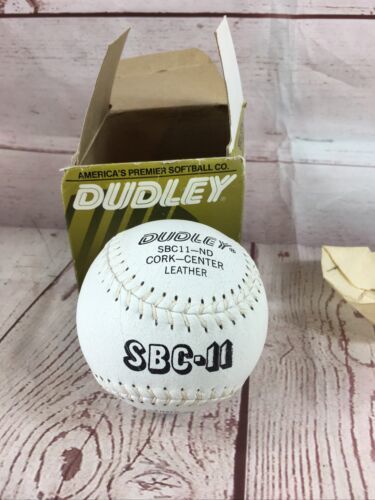 AMERICA'S PREMIER SOFTBALL CO.
DUDLEY
DUDLEY®
SBC11-ND
CORK-CENTER
LEATHER
SBC-11